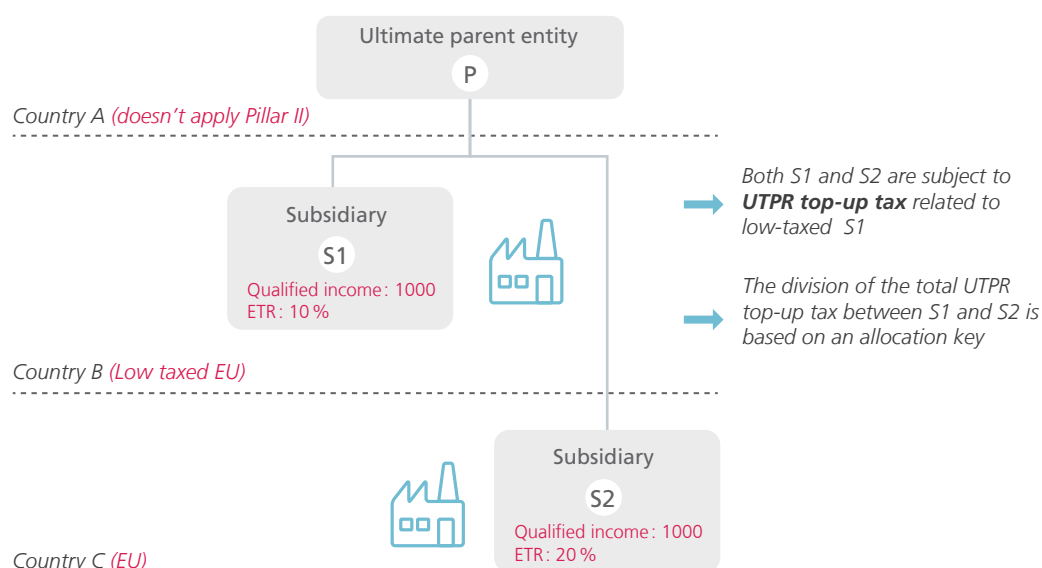 Ultimate parent entity
P
Country A (doesn't apply Pillar II)
Subsidiary
S1
Qualified income: 1000
ETR: 10 %
Both S1 and S2 are subject to
UTPR top-up tax related to
low-taxed S1
The division of the total UTPR
top-up tax between S1 and S2 is
based on an allocation key
Country B (Low taxed EU)
Subsidiary
S2
Qualified income: 1000
ETR: 20 %
Country C (EU)